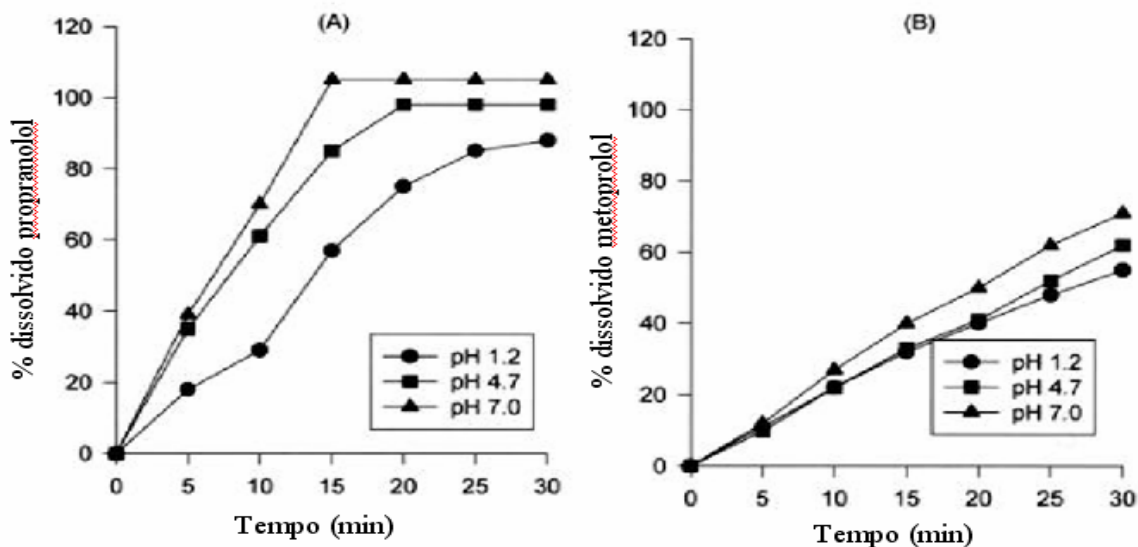 (A)
% dissolvido propranolol
120
100
80
60
40
20
0
pH 1.2
pH 4.7
pH 7.0
0 5 10 15 20 25 30
Tempo (min)
(B)
% dissolvido metoprolol
120
100
80
60
40
20
0
pH 1.2
pH 4.7
pH 7.0
0 5 10 15 20 25 30
Tempo (min)